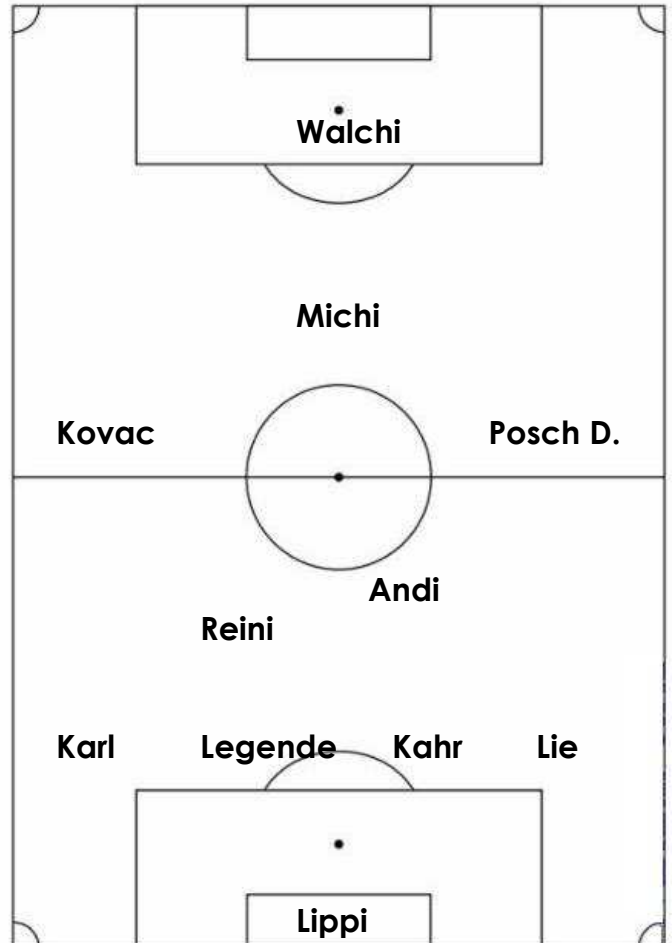 Walchi
Michi
Kovac Posch D.
Andi
Reini
Karl Legende Kahr Lie
Lippi